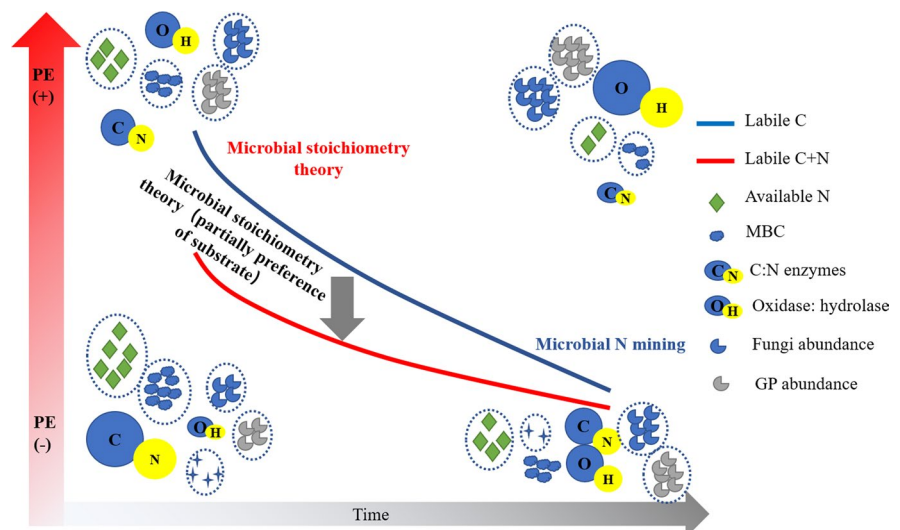 PE
(+)
O
H
C
N
O
H
C
N
Microbial stoichiometry
theory
Microbial stoichiometry
theory（partially preference
of substrate）
Microbial N mining
Labile C
Labile C+N
Available N
MBC
C
N
C:N enzymes
O
H
Oxidase: hydrolase
Fungi abundance
GP abundance
PE
(-)
C
N
O
H
C
N
O
H
Time